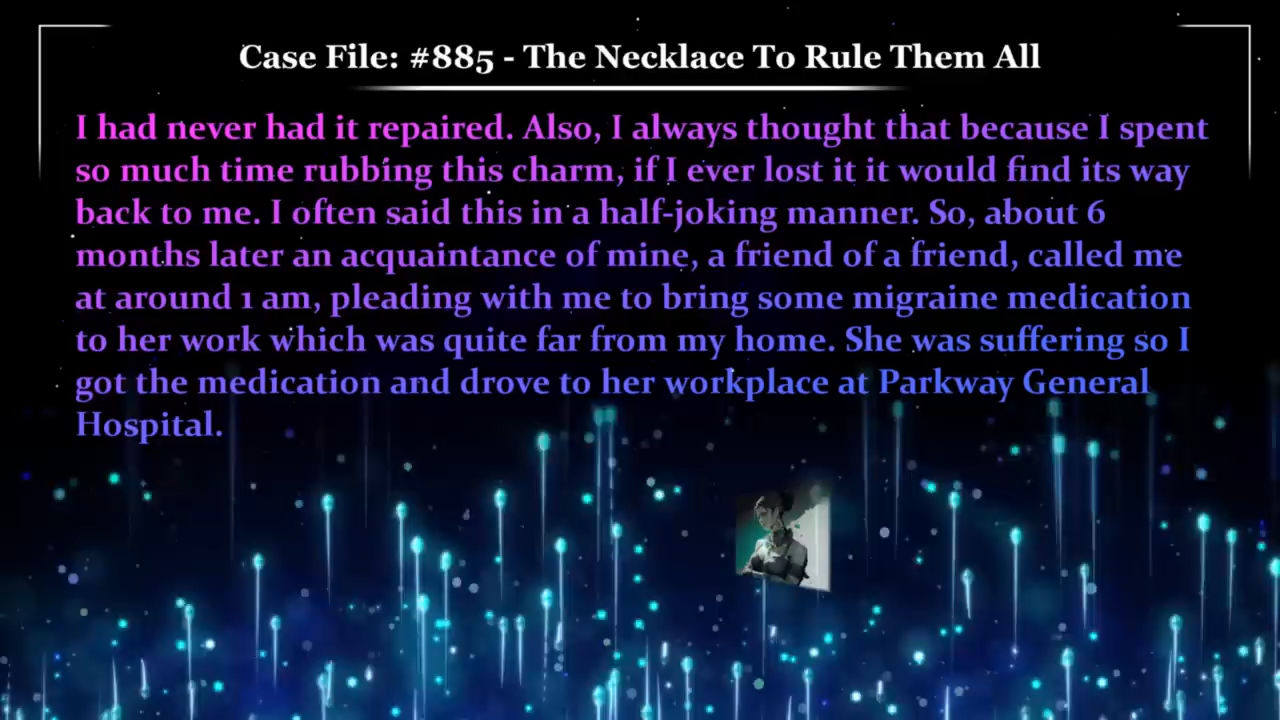 Case File: #885 - The Necklace To Rule Them All
I had never had it repaired. Also, I always thought that because I spent
so much time rubbing this charm, if I ever lost it it would find its way
back to me. I often said this in a half-joking manner. So, about 6
months later an acquaintance of mine, a friend of a friend, called me
at around 1 am, pleading with me to bring some migraine medication
to her work which was quite far from my home. She was suffering so I
got the medication and drove to her workplace at Parkway General
Hospital.